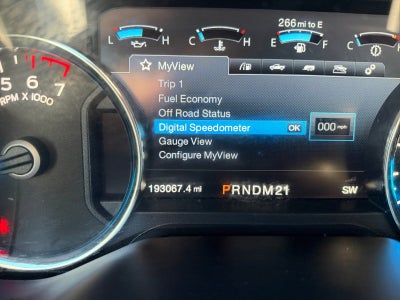 266 mi to E
L H C H E F C
MyView
Trip 1
Fuel Economy
Off Road Status
Digital Speedometer OK 000 mph
Gauge View
Configure MyView
193067.4 mi PRNDM21 SW
5 6 7
RPM X 1000